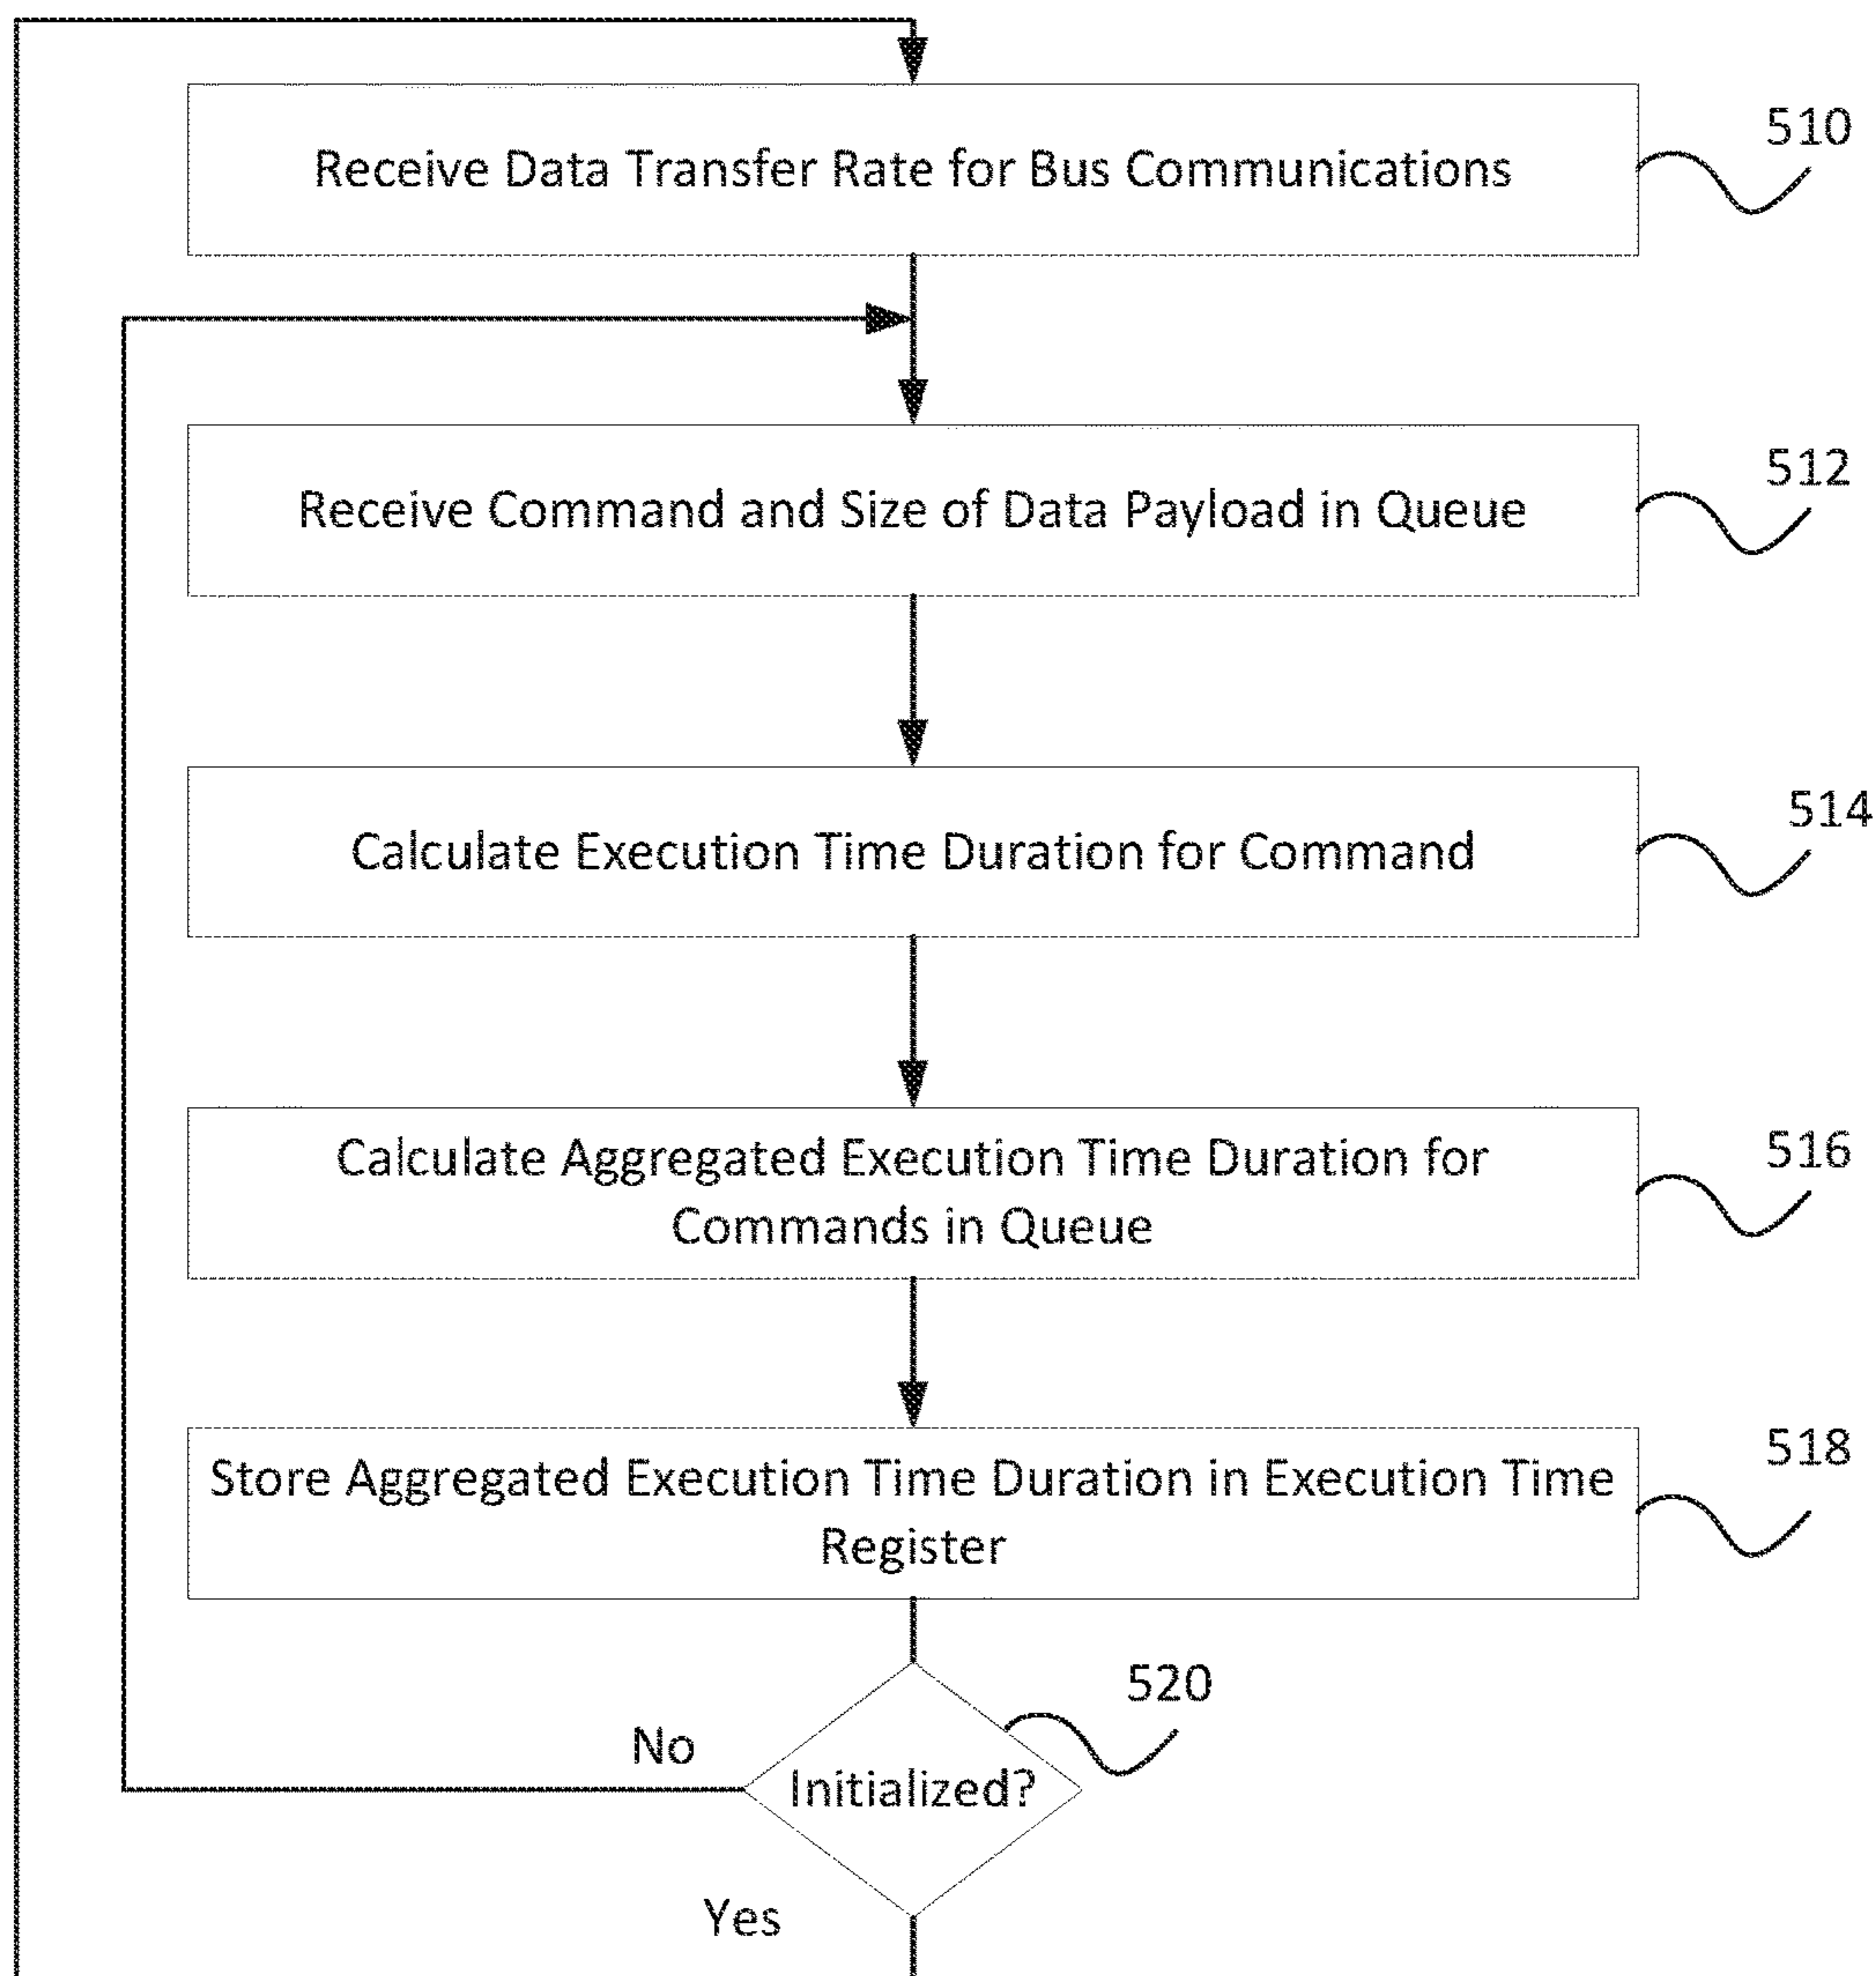 Receive Data Transfer Rate for Bus Communications
510
Receive Command and Size of Data Payload in Queue
512
Calculate Execution Time Duration for Command
514
Calculate Aggregated Execution Time Duration for
Commands in Queue
516
Store Aggregated Execution Time Duration in Execution Time
Register
518
520
No
Initialized?
Yes